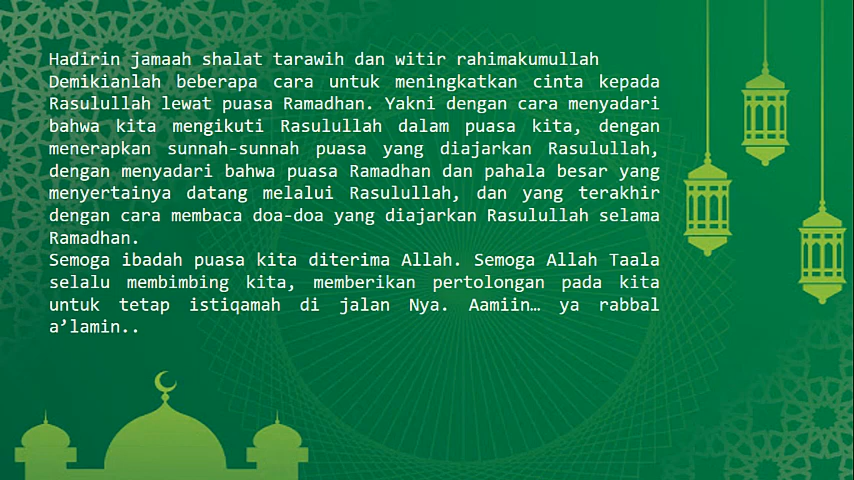 Hadirin jamaah shalat tarawih dan witir rahimakumullah
Demikianlah beberapa cara untuk meningkatkan cinta kepada
Rasulullah lewat puasa Ramadhan. Yakni dengan cara menyadari
bahwa kita mengikuti Rasulullah dalam puasa kita, dengan
menerapkan sunnah-sunnah puasa yang diajarkan Rasulullah,
dengan menyadari bahwa puasa Ramadhan dan pahala besar yang
menyertainya datang melalui Rasulullah, dan yang terakhir
dengan cara membaca doa-doa yang diajarkan Rasulullah selama
Ramadhan.
Semoga ibadah puasa kita diterima Allah. Semoga Allah Taala
selalu membimbing kita, memberikan pertolongan pada kita
untuk tetap istiqamah di jalan Nya. Aamiin… ya rabbal
a’lamin..